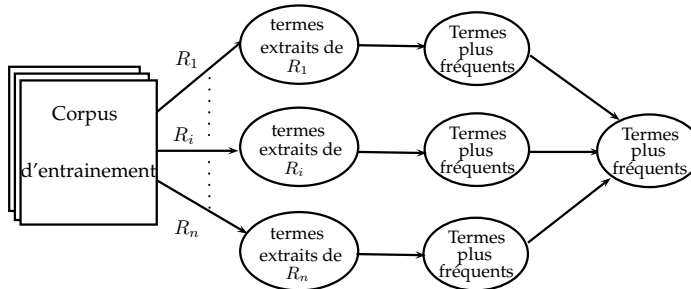 Corpus
d'entrainement
R1
termes
extraits de
R1
Termes
plus
fréquents
Ri
termes
extraits de
Ri
Termes
plus
fréquents
Termes
plus
fréquents
Rn
termes
extraits de
Rn
Termes
plus
fréquents